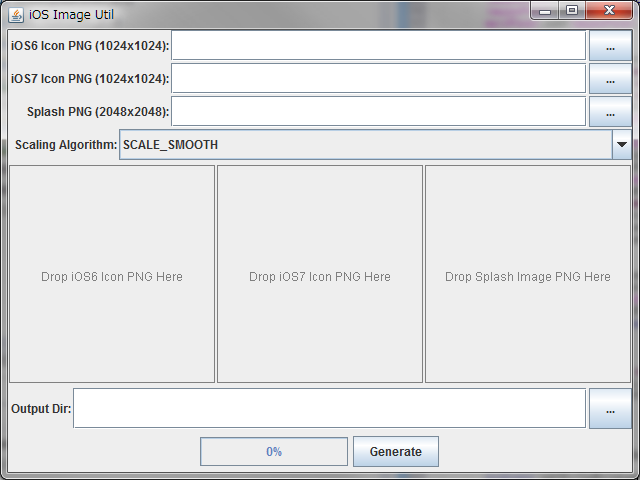 iOS Image Util
iOS6 Icon PNG (1024x1024):
...
iOS7 Icon PNG (1024x1024):
...
Splash PNG (2048x2048):
...
Scaling Algorithm: SCALE_SMOOTH
Drop iOS6 Icon PNG Here
Drop iOS7 Icon PNG Here
Drop Splash Image PNG Here
Output Dir:
...
0%
Generate